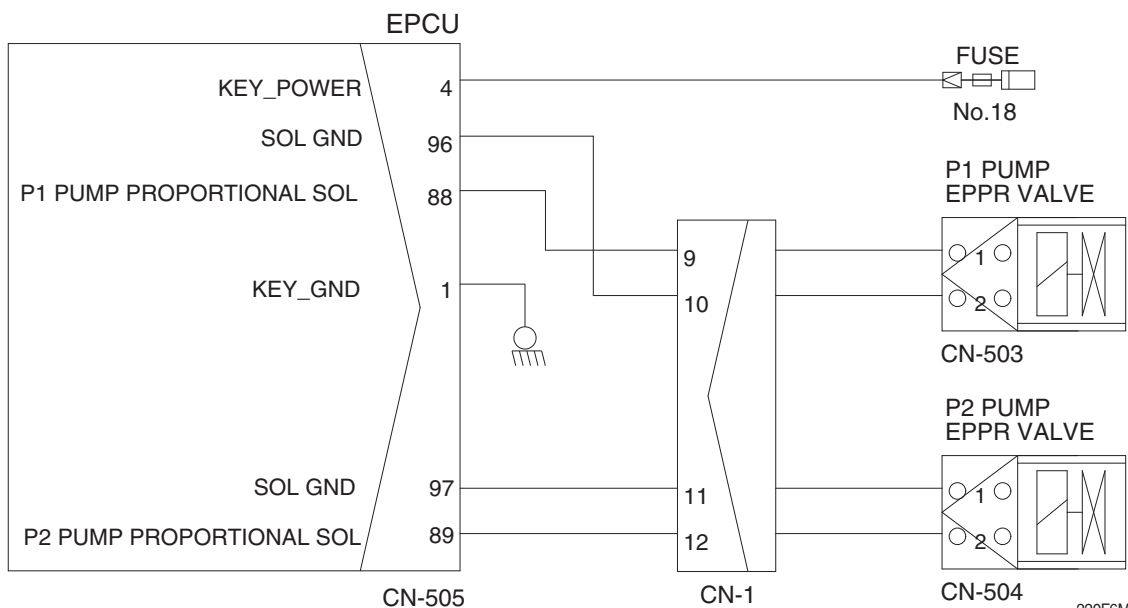 EPCU
KEY_POWER 4
FUSE
No.18
SOL GND 96
P1 PUMP PROPORTIONAL SOL 88
P1 PUMP
EPPR VALVE
9 1
KEY_GND 1
10 2
CN-503
P2 PUMP
EPPR VALVE
SOL GND 97 11 1
P2 PUMP PROPORTIONAL SOL 89 12 2
CN-505
CN-1
CN-504